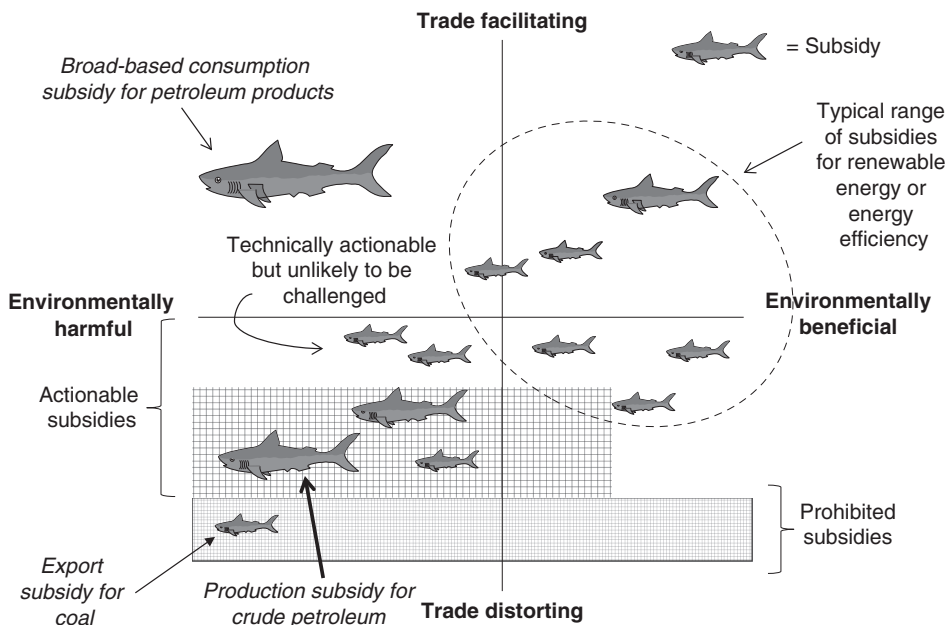 Trade facilitating
= Subsidy
Broad-based consumption
subsidy for petroleum products
Typical range
of subsidies
for renewable
energy or
energy
efficiency
Technically actionable
but unlikely to be
challenged
Environmentally
harmful
Environmentally
beneficial
Actionable
subsidies
Prohibited
subsidies
Export
subsidy for
coal
Production subsidy for
crude petroleum
Trade distorting